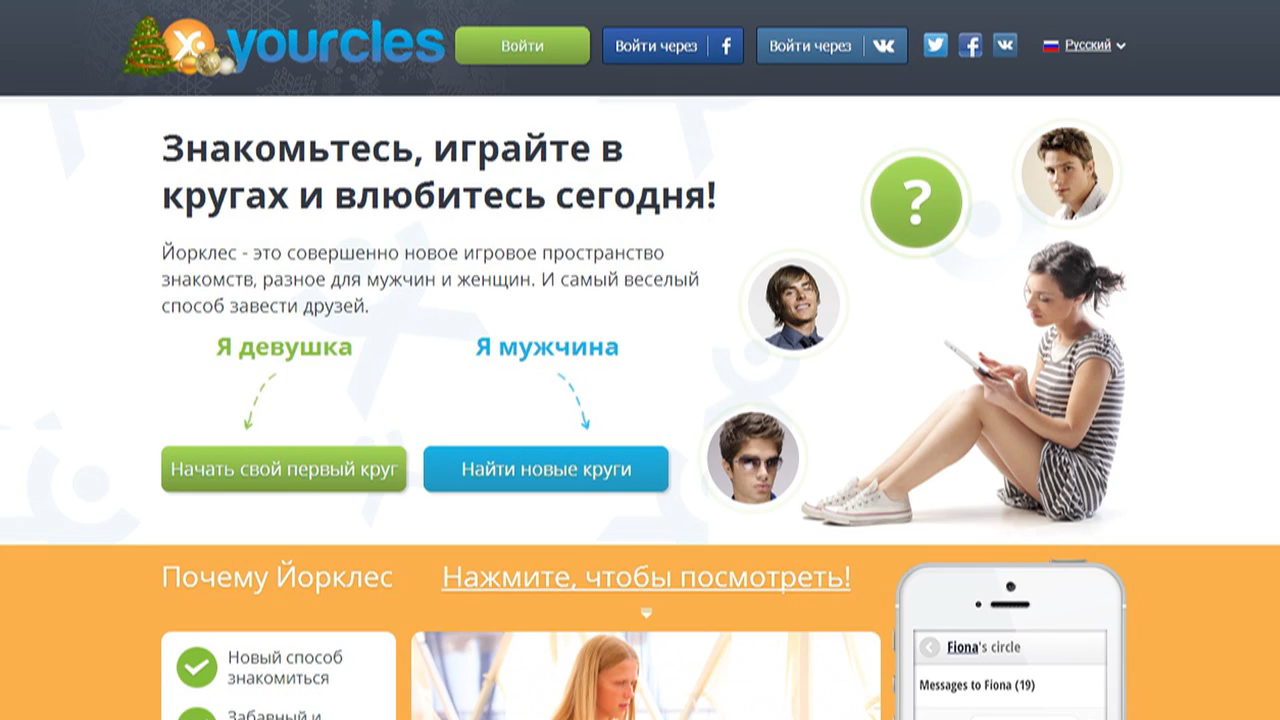 yourcles
Войти
Войти через
Войти через
Русский
Знакомьтесь, играйте в
кругах и влюбитесь сегодня!
Йорклес - это совершенно новое игровое пространство
знакомств, разное для мужчин и женщин. И самый веселый
способ завести друзей.
Я девушка
Я мужчина
Начать свой первый круг
Найти новые круги
?
Почему Йорклес
Нажмите, чтобы посмотреть!
Новый способ
знакомиться
Забавный и
Fiona's circle
Messages to Fiona (19)